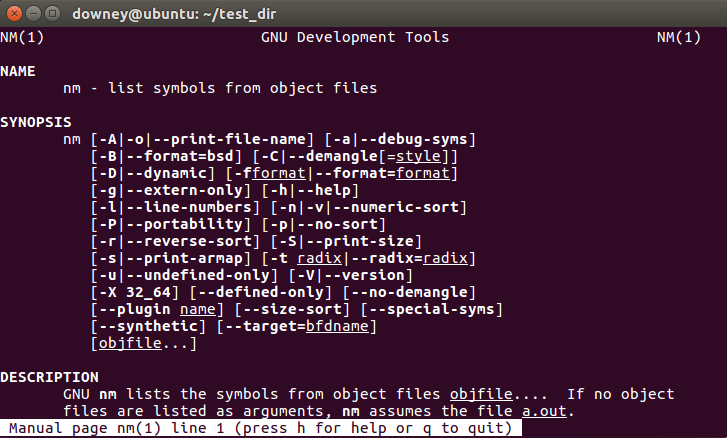 downey@ubuntu: ~/test_dir
NM(1) GNU Development Tools NM(1)
NAME
nm - list symbols from object files
SYNOPSIS
nm [-A|-o|--print-file-name] [-a|--debug-syms]
[-B|--format=bsd] [-C|--demangle[=style]]
[-D|--dynamic] [-fformat|--format=format]
[-g|--extern-only] [-h|--help]
[-l|--line-numbers] [-n|-v|--numeric-sort]
[-P|--portability] [-p|--no-sort]
[-r|--reverse-sort] [-S|--print-size]
[-s|--print-armap] [-t radix|--radix=radix]
[-u|--undefined-only] [-V|--version]
[-X 32_64] [--defined-only] [--no-demangle]
[--plugin name] [--size-sort] [--special-syms]
[--synthetic] [--target=bfdname]
[objfile...]
DESCRIPTION
GNU nm lists the symbols from object files objfile.... If no object
files are listed as arguments, nm assumes the file a.out.
Manual page nm(1) line 1 (press h for help or q to quit)